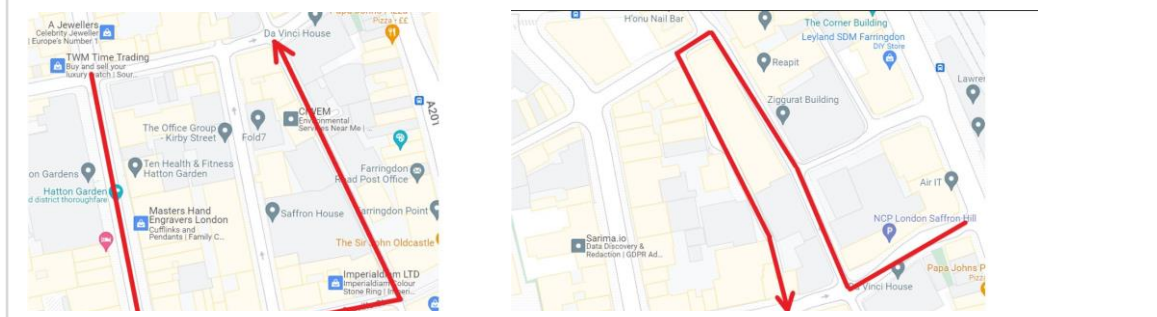 A Jewellers
Celebrity Jeweller
| Europe's Number 1
TWM Time Trading
Buy and sell your
luxury watch | Sour...
Da Vinci House
Pizza · ££
A201
The Office Group
- Kirby Street
Fold7
CIWEM
Environmental
Services Near Me | ...
on Gardens
Ten Health & Fitness
Hatton Garden
Farringdon
Road Post Office
Hatton Garden
d district thoroughfare
Masters Hand
Engravers London
Cufflinks and
Pendants | Family C...
Saffron House
Farringdon Point
The Sir John Oldcastle
Imperialdiam LTD
Imperialdiam Colour
Stone Ring | Imperi...
H'onu Nail Bar
The Corner Building
Leyland SDM Farringdon
DIY Store
Reapit
Lawre
Ziggurat Building
Air IT
NCP London Saffron Hill
P
Sarima.io
Data Discovery &
Redaction | GDPR Ad...
Papa Johns P
Pizz
Da Vinci House